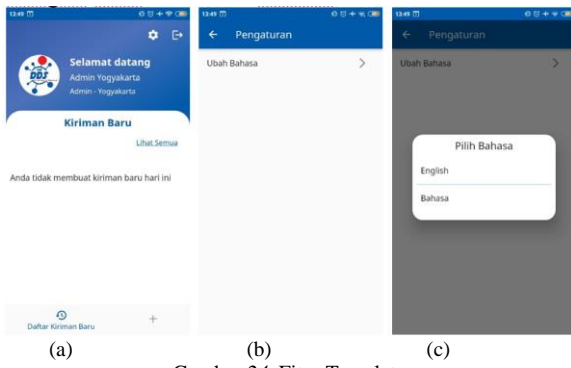 13:49
DDS
Selamat datang
Admin Yogyakarta
Admin - Yogyakarta
Kiriman Baru
Lihat Semua
Anda tidak membuat kiriman baru hari ini
Daftar Kiriman Baru
13:49
Pengaturan
Ubah Bahasa
13:49
Pengaturan
Ubah Bahasa
Pilih Bahasa
English
Bahasa
(a) (b) (c)